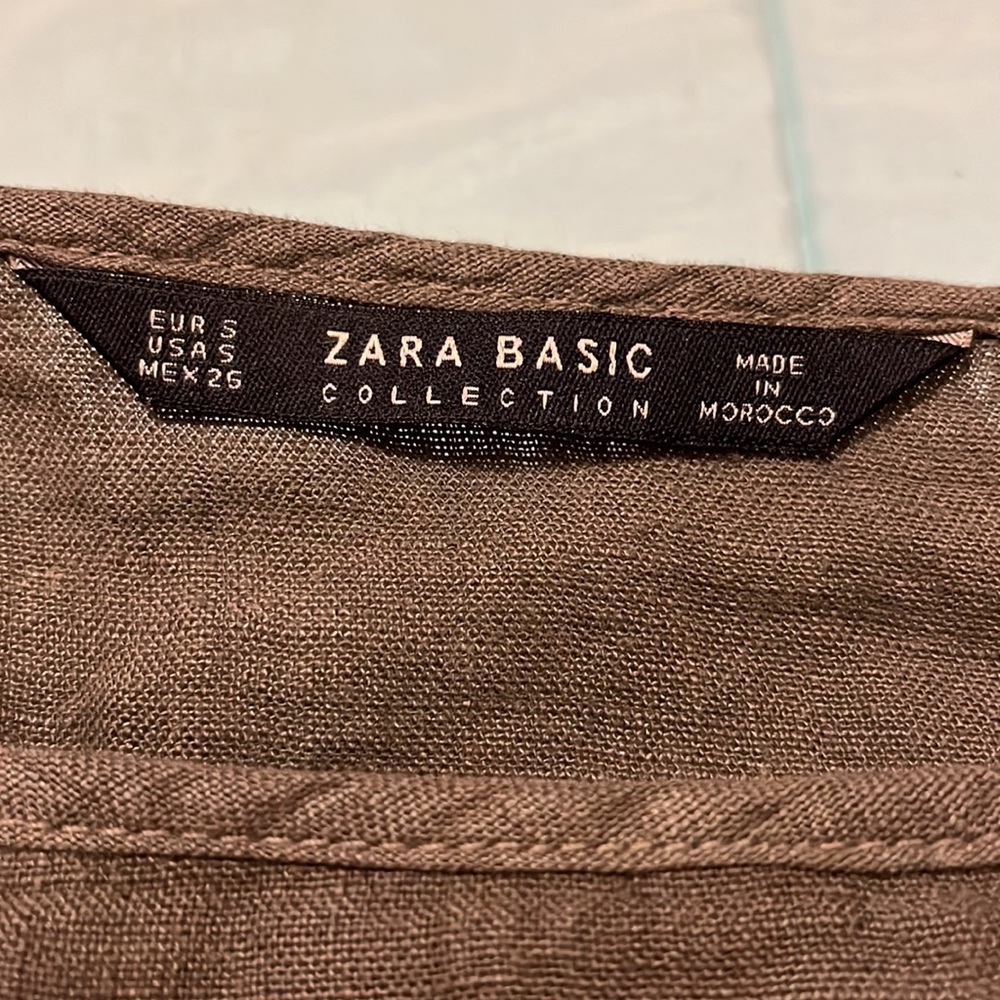 EUR S
USA S
MEX 26
ZARA BASIC
COLLECTION
MADE
IN
MOROCCO